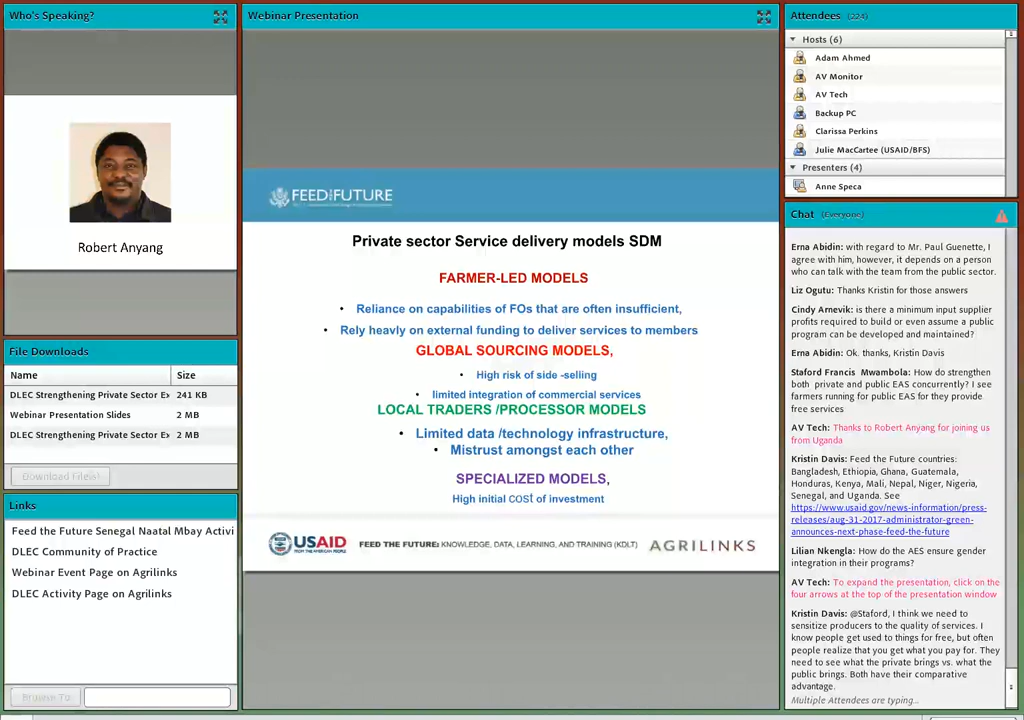 Who's Speaking?
Robert Anyang
File Downloads
Name Size
DLEC Strengthening Private Sector E› 241 KB
Webinar Presentation Slides 2 MB
DLEC Strengthening Private Sector E› 2 MB
Download File(s)
Links
Feed the Future Senegal Naatal Mbay Activi
DLEC Community of Practice
Webinar Event Page on Agrilinks
DLEC Activity Page on Agrilinks
Browse To
Webinar Presentation
FEED THE FUTURE
Private sector Service delivery models SDM
FARMER-LED MODELS
• Reliance on capabilities of FOs that are often insufficient,
• Rely heavly on external funding to deliver services to members
GLOBAL SOURCING MODELS,
• High risk of side -selling
• limited integration of commercial services
LOCAL TRADERS /PROCESSOR MODELS
• Limited data /technology infrastructure,
• Mistrust amongst each other
SPECIALIZED MODELS,
High initial COST of investment
USAID
FROM THE AMERICAN PEOPLE
FEED THE FUTURE: KNOWLEDGE, DATA, LEARNING, AND TRAINING (KDLT)
AGRILINKS
Attendees (224)
Hosts (6)
Adam Ahmed
AV Monitor
AV Tech
Backup PC
Clarissa Perkins
Julie MacCartee (USAID/BFS)
Presenters (4)
Anne Speca
Chat (Everyone)
Erna Abidin: with regard to Mr. Paul Guenette, I
agree with him, however, it depends on a person
who can talk with the team from the public sector.
Liz Ogutu: Thanks Kristin for those answers
Cindy Arnevik: is there a minimum input supplier
profits required to build or even assume a public
program can be developed and maintained?
Erna Abidin: Ok. thanks, Kristin Davis
Staford Francis Mwambola: How do strengthen
both private and public EAS concurrently? I see
farmers running for public EAS for they provide
free services
AV Tech: Thanks to Robert Anyang for joining us
from Uganda
Kristin Davis: Feed the Future countries:
Bangladesh, Ethiopia, Ghana, Guatemala,
Honduras, Kenya, Mali, Nepal, Niger, Nigeria,
Senegal, and Uganda. See
https://www.usaid.gov/news-information/press-
releases/aug-31-2017-administrator-green-
announces-next-phase-feed-the-future
Lilian Nkengla: How do the AES ensure gender
integration in their programs?
AV Tech: To expand the presentation, click on the
four arrows at the top of the presentation window
Kristin Davis: @Staford, I think we need to
sensitize producers to the quality of services. I
know people get used to things for free, but often
people realize that you get what you pay for. They
need to see what the private brings vs. what the
public brings. Both have their comparative
advantage.
Multiple Attendees are typing...